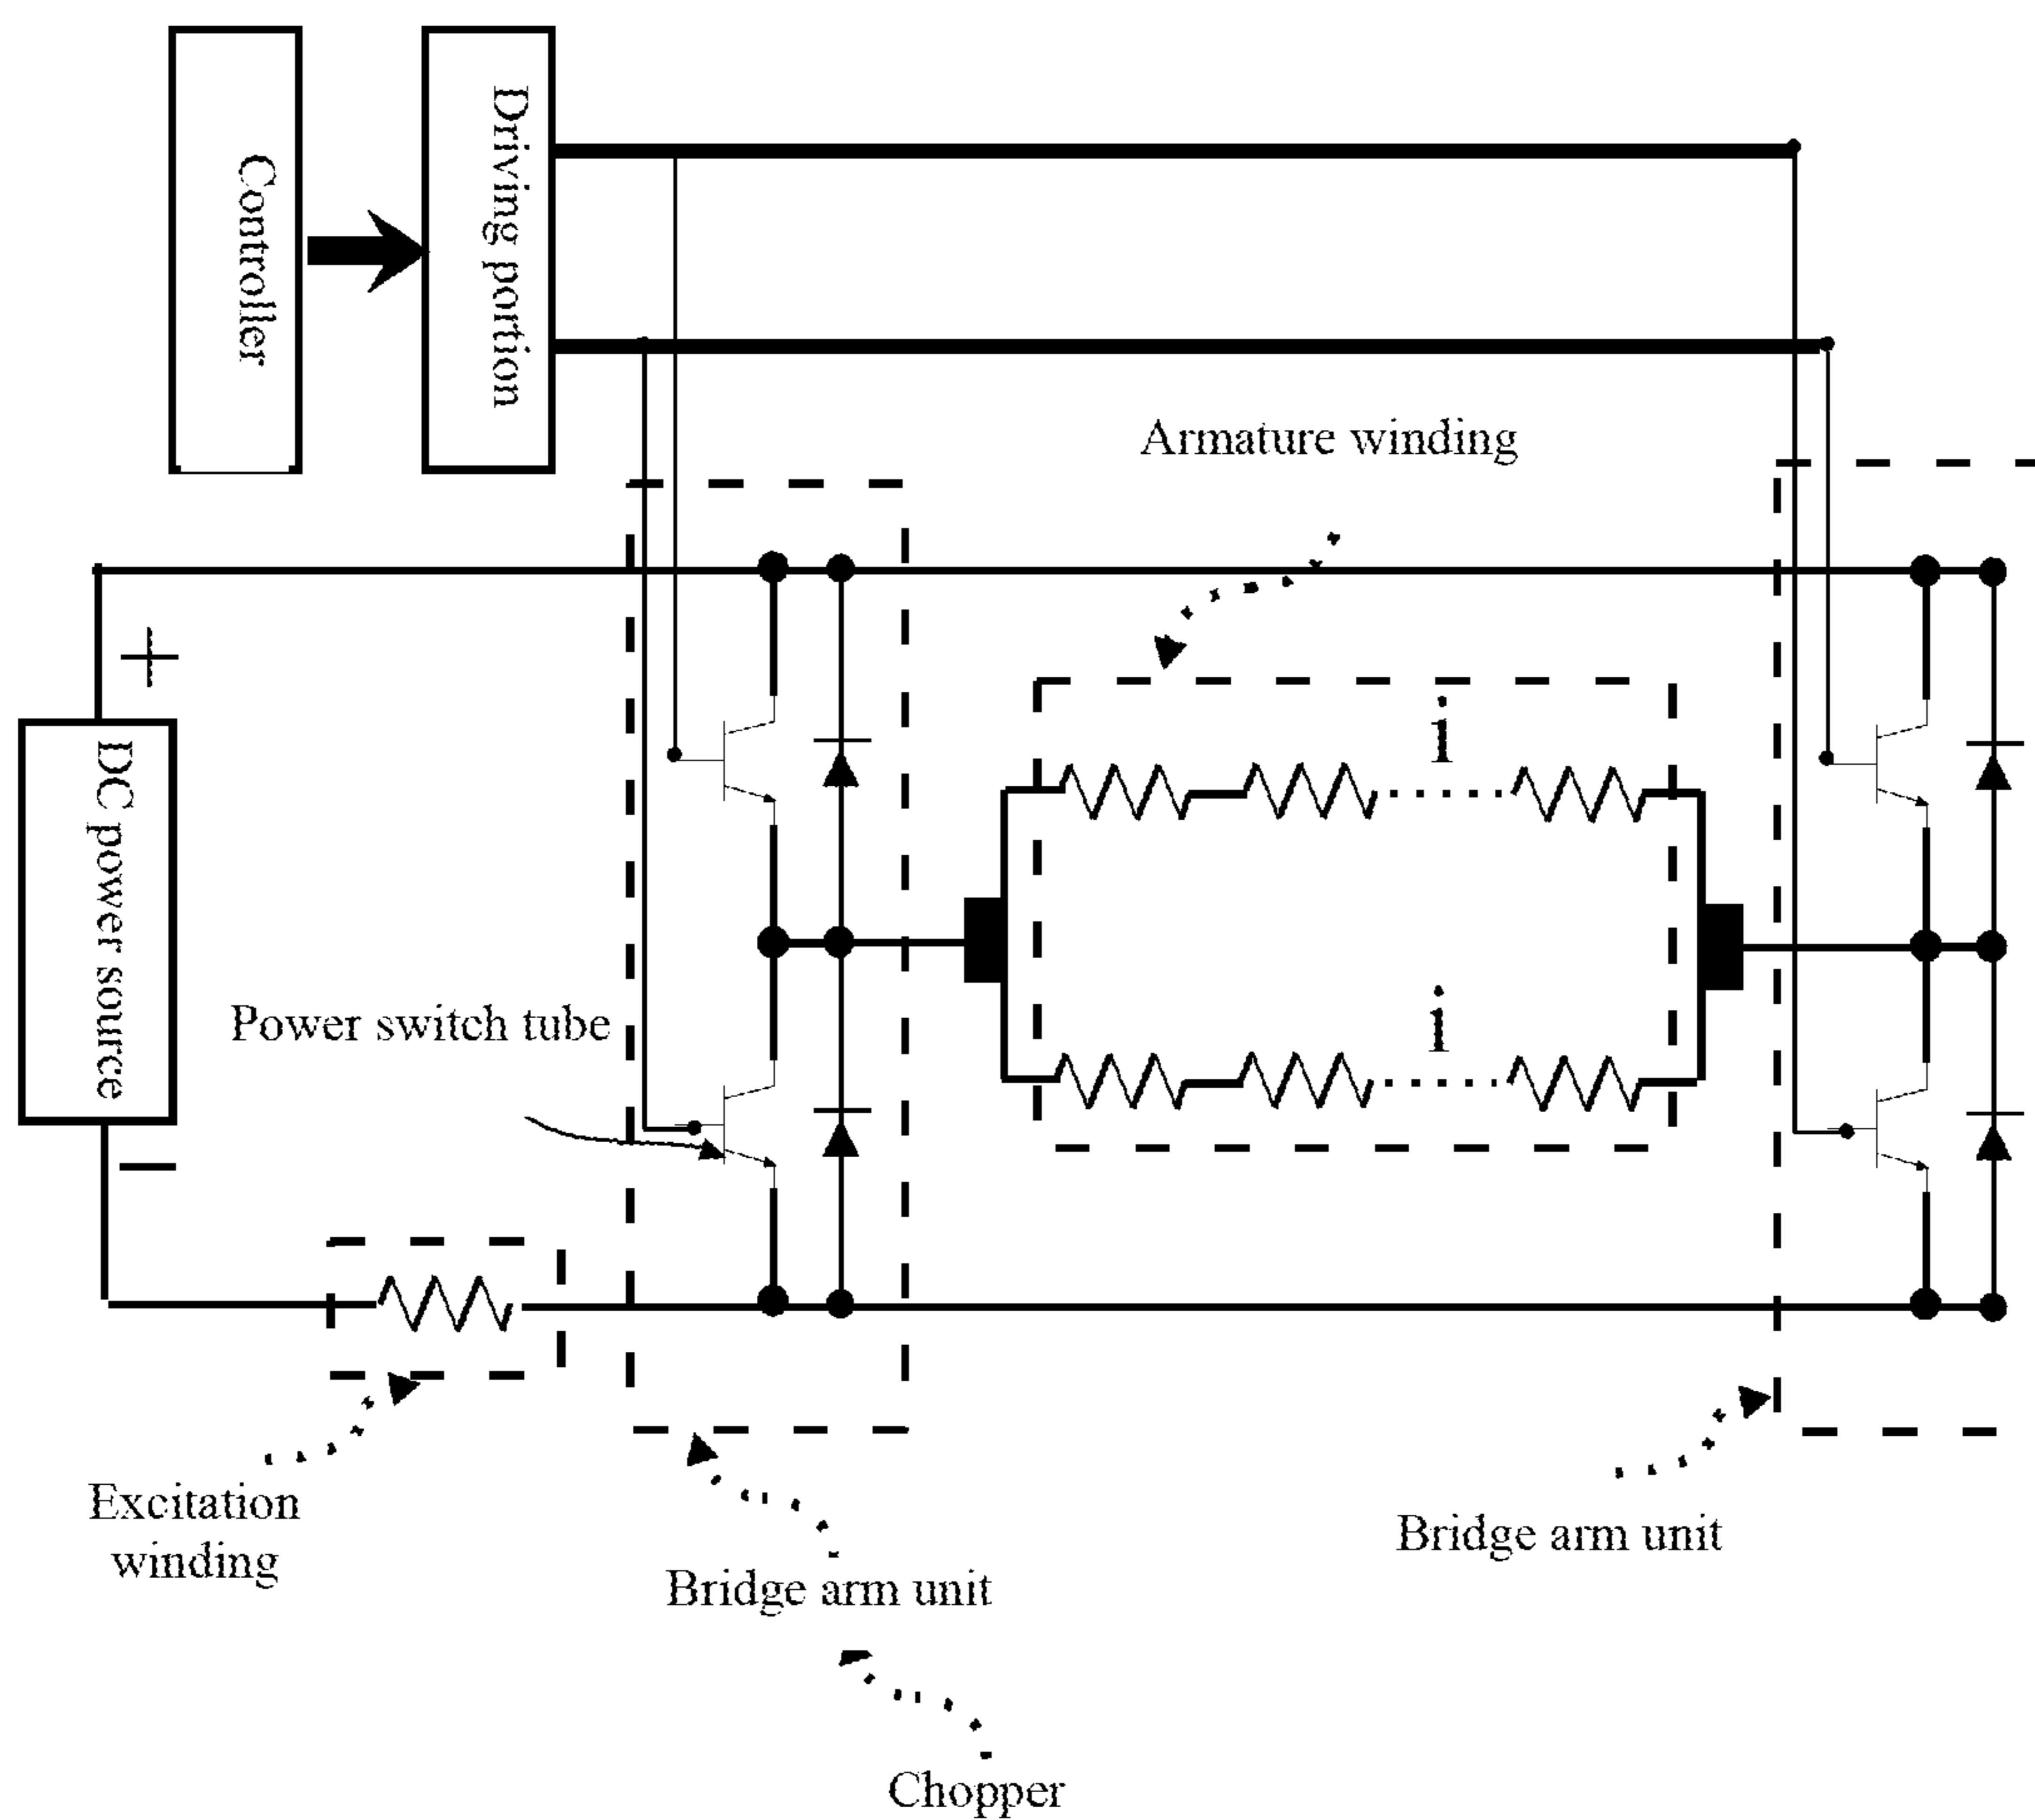 Controller
Driving portion
Armature winding
+
DC power source
i
Power switch tube
i
−
Excitation
winding
Bridge arm unit
Bridge arm unit
Chopper